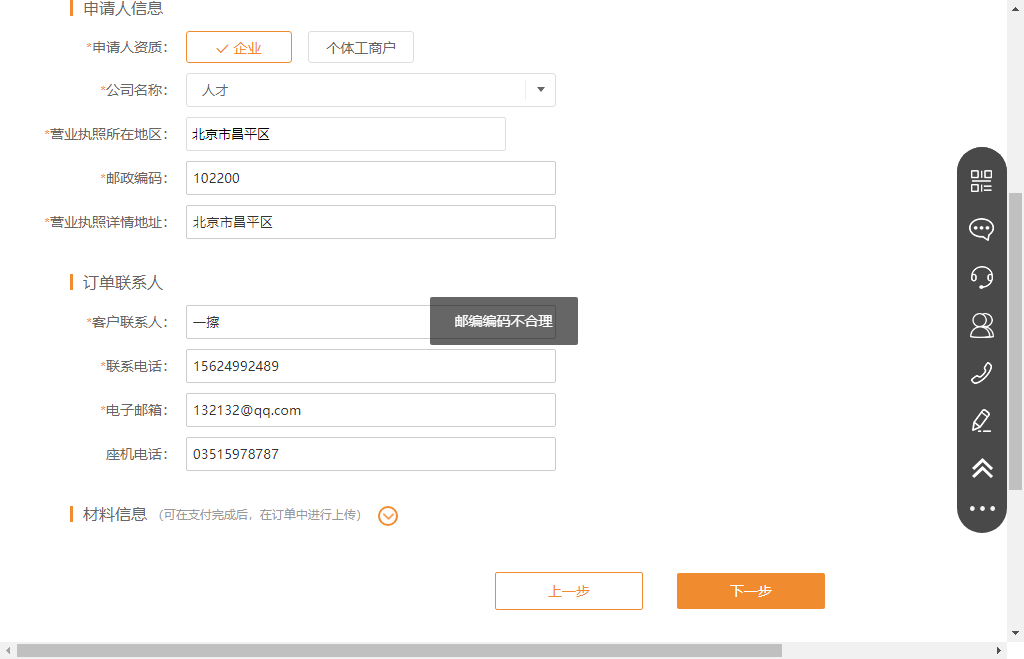 申请人信息
*申请人资质： 企业 个体工商户
*公司名称： 人才
*营业执照所在地区： 北京市昌平区
*邮政编码： 102200
*营业执照详情地址： 北京市昌平区
订单联系人
*客户联系人： 一擦 邮编编码不合理
*联系电话： 15624992489
*电子邮箱： 132132@qq.com
座机电话： 03515978787
材料信息 （可在支付完成后，在订单中进行上传）
上一步 下一步